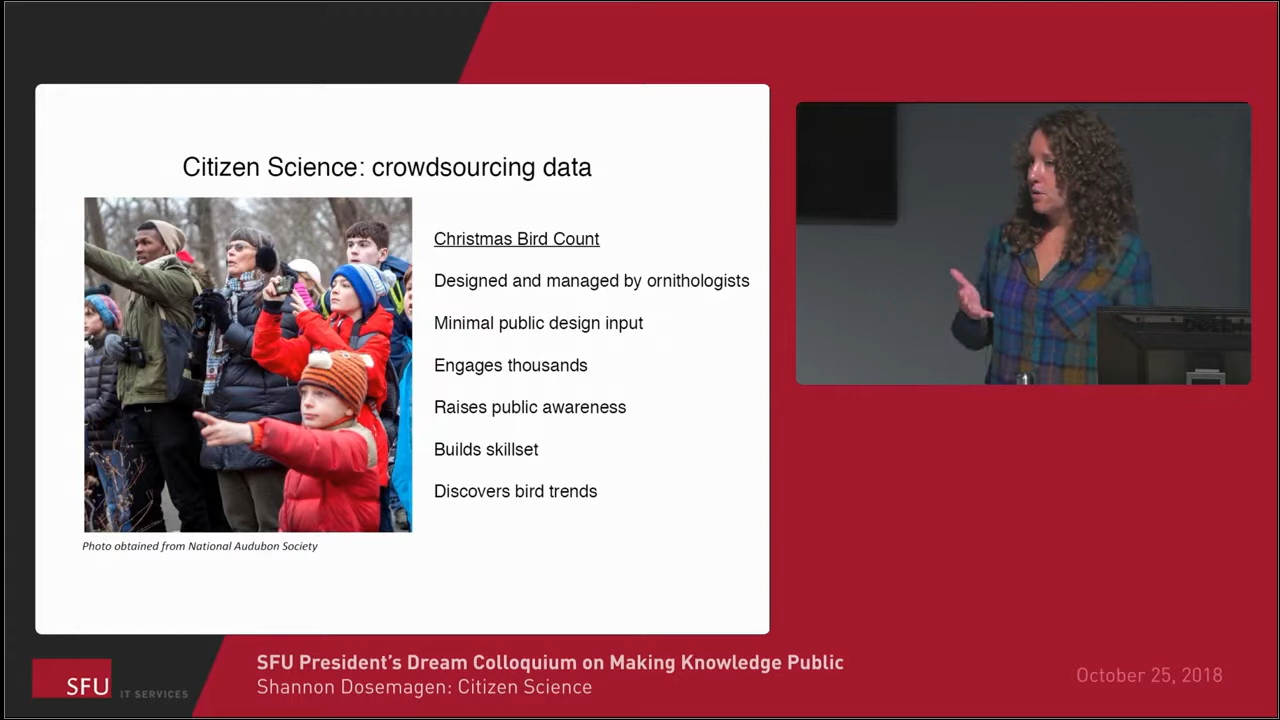 Citizen Science: crowdsourcing data
Christmas Bird Count
Designed and managed by ornithologists
Minimal public design input
Engages thousands
Raises public awareness
Builds skillset
Discovers bird trends
Photo obtained from National Audubon Society
SFU IT SERVICES
SFU President's Dream Colloquium on Making Knowledge Public
Shannon Dosemagen: Citizen Science
October 25, 2018